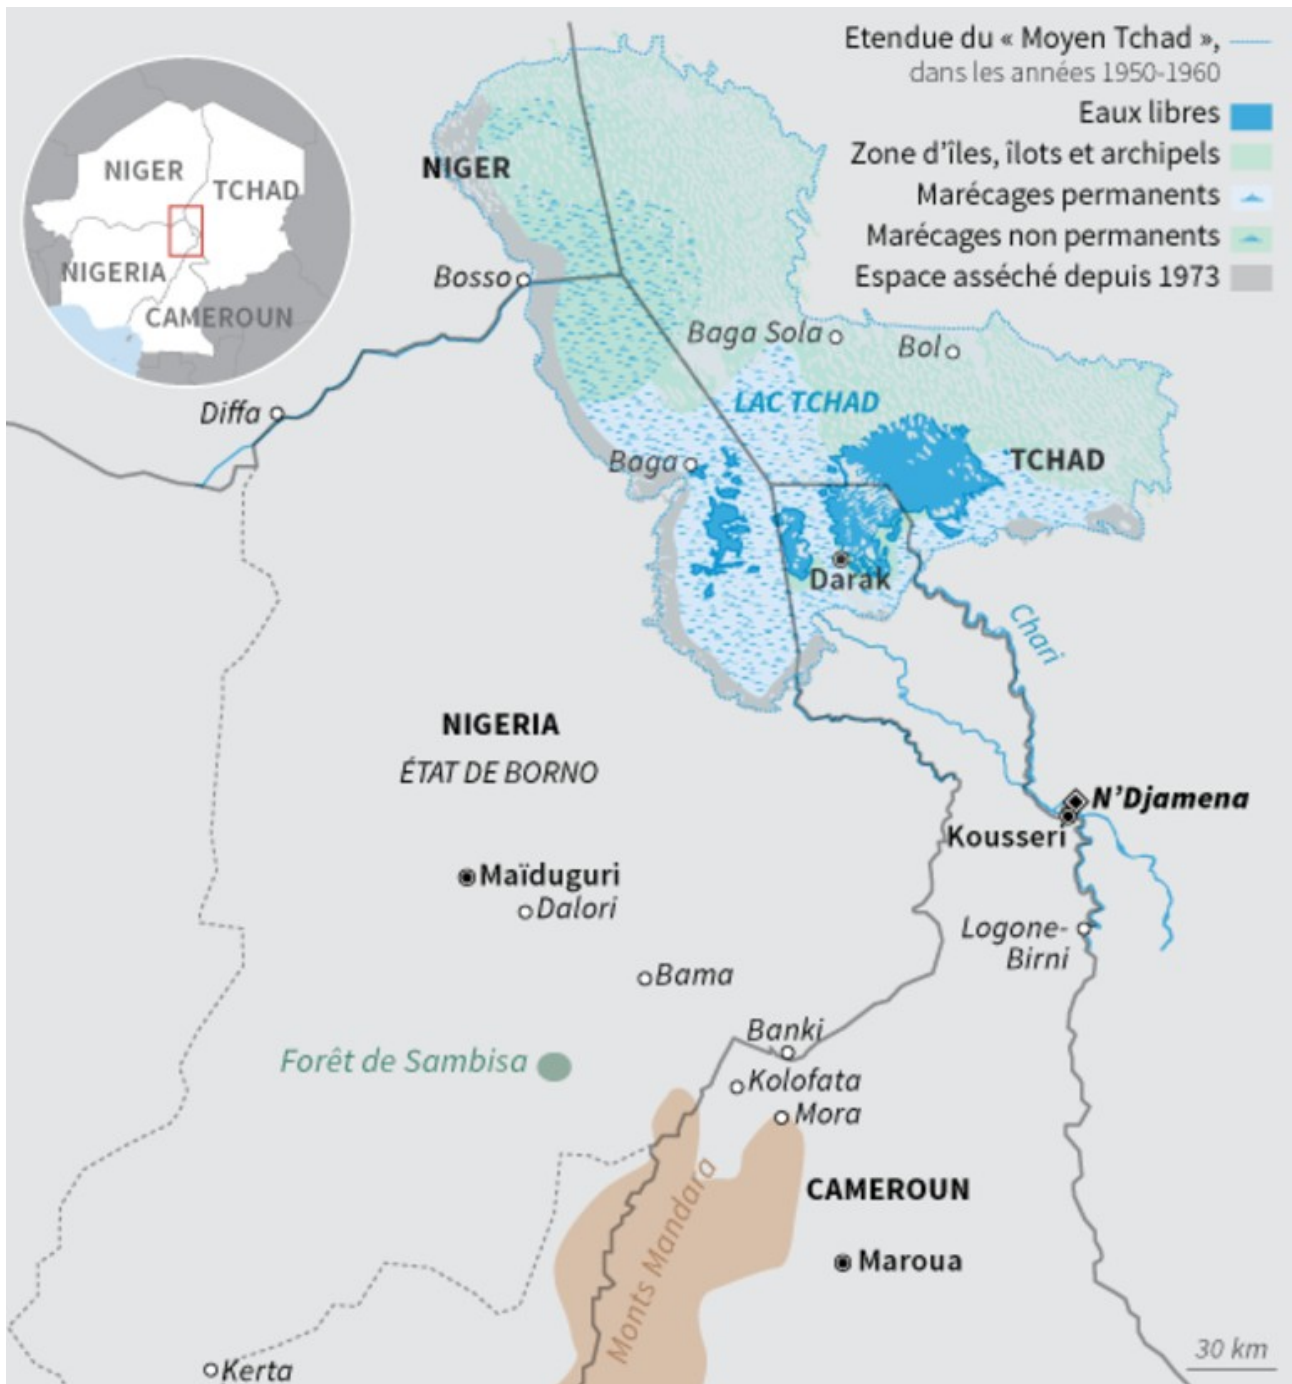 Etendue du « Moyen Tchad »,
dans les années 1950-1960
Eaux libres
Zone d'îles, îlots et archipels
Marécages permanents
Marécages non permanents
Espace asséché depuis 1973
NIGER
TCHAD
NIGERIA
CAMEROUN
NIGER
Bosso
Baga Sola
Bol
Diffa
LAC TCHAD
Baga
TCHAD
Darak
Chari
NIGERIA
ÉTAT DE BORNO
N'Djamena
Kousseri
Maïduguri
Dalori
Logone-
Birni
Bama
Banki
Forêt de Sambisa
Kolofata
Mora
Monts Mandara
CAMEROUN
Maroua
30 km
Kerta